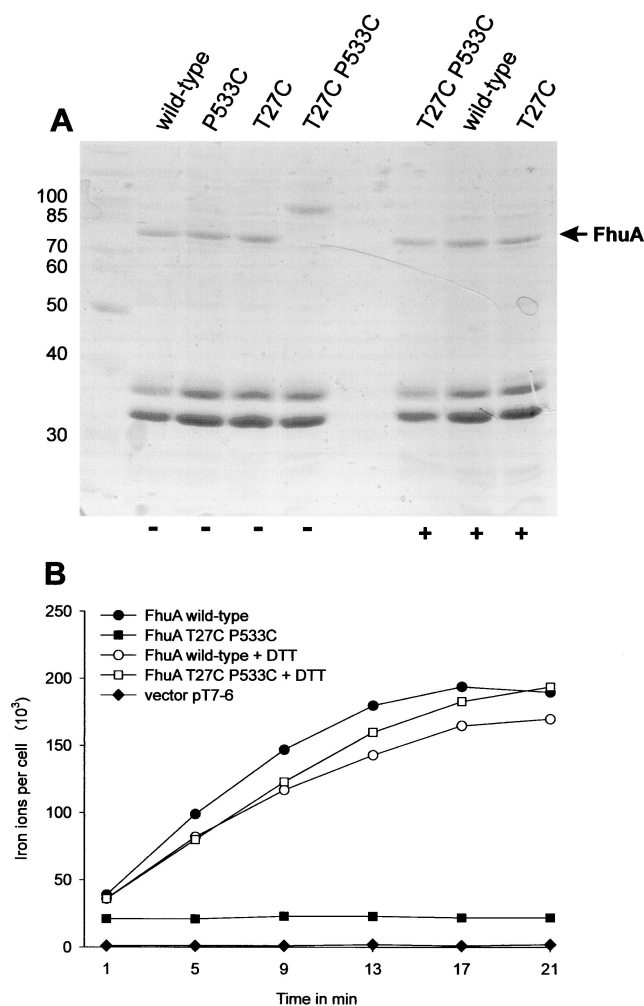 wild-type
P533C
T27C
T27C P533C
T27C P533C
wild-type
T27C
A
100
85
70
60
50
40
30
FhuA
- - - - + + +
B
250
200
150
100
50
0
Iron ions per cell (10³)
FhuA wild-type
FhuA T27C P533C
FhuA wild-type + DTT
FhuA T27C P533C + DTT
vector pT7-6
1 5 9 13 17 21
Time in min